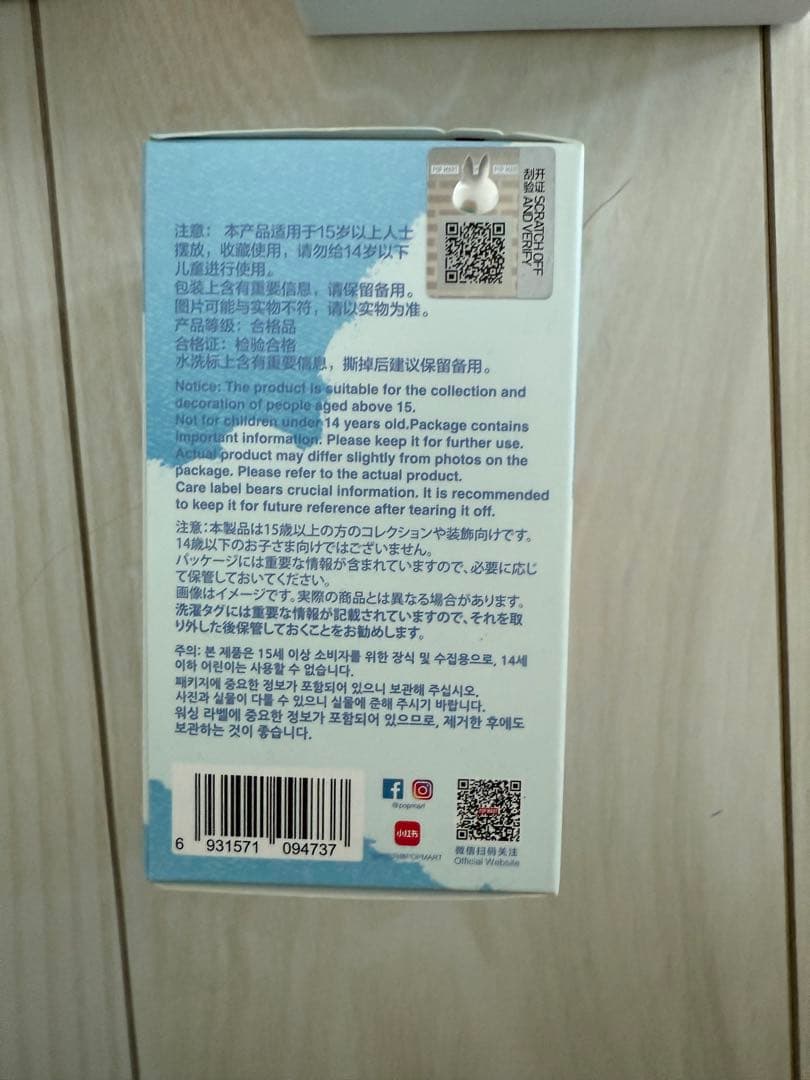 POP MART
POP MART
刮开
验证
SCRATCH OFF
AND VERIFY
注意： 本产品适用于15岁以上人士
摆放，收藏使用，请勿给14岁以下
儿童进行使用。
包装上含有重要信息，请保留备用。
图片可能与实物不符，请以实物为准。
产品等级：合格品
合格证：检验合格
水洗标上含有重要信息，撕掉后建议保留备用。
Notice: The product is suitable for the collection and
decoration of people aged above 15.
Not for children under 14 years old.Package contains
important information. Please keep it for further use.
Actual product may differ slightly from photos on the
package. Please refer to the actual product.
Care label bears crucial information. It is recommended
to keep it for future reference after tearing it off.
注意:本製品は15歳以上の方のコレクションや装飾向けです。
14歳以下のお子さま向けではございません。
パッケージには重要な情報が含まれていますので、必要に応じ
て保管しておいてください。
画像はイメージです。実際の商品とは異なる場合があります。
洗濯タグには重要な情報が記載されていますので、それを取
り外した後保管しておくことをお勧めします。
주의: 본 제품은 15세 이상 소비자를 위한 장식 및 수집용으로, 14세
이하 어린이는 사용할 수 없습니다.
패키지에 중요한 정보가 포함되어 있으니 보관해 주십시오.
사진과 실물이 다를 수 있으니 실물에 준해 주시기 바랍니다.
워싱 라벨에 중요한 정보가 포함되어 있으므로, 제거한 후에도
보관하는 것이 좋습니다.
6 931571 094737
@popmart
小红书
POPMART
POP MART
微信扫码关注
Official Website